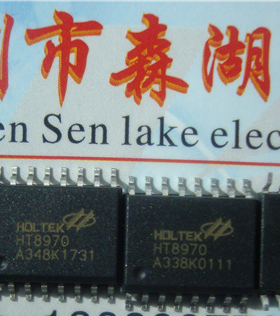 市森湖
en Sen lake elec
HOLTEK
HT8970
A348K1731
HOLTEK
HT8970
A338K0111